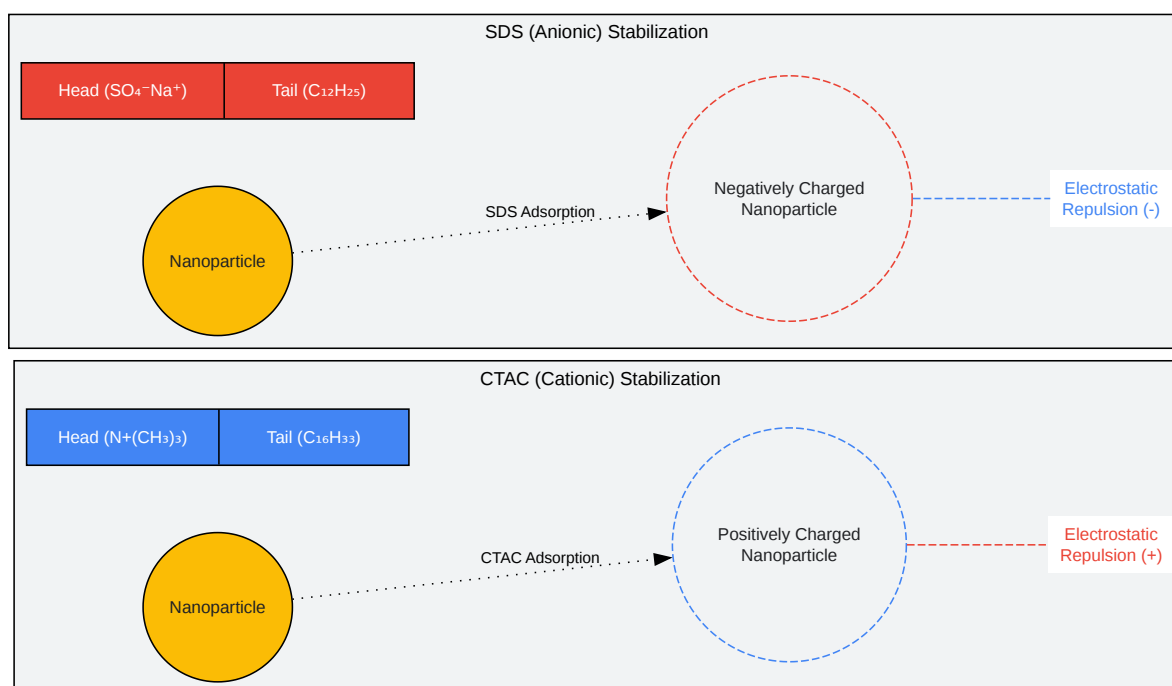 SDS (Anionic) Stabilization
Head (SO₄⁻Na⁺)
Tail (C₁₂H₂₅)
Negatively Charged
Nanoparticle
Electrostatic
Repulsion (-)
SDS Adsorption
Nanoparticle
CTAC (Cationic) Stabilization
Head (N+(CH₃)₃)
Tail (C₁₆H₃₃)
Positively Charged
Nanoparticle
Electrostatic
Repulsion (+)
CTAC Adsorption
Nanoparticle